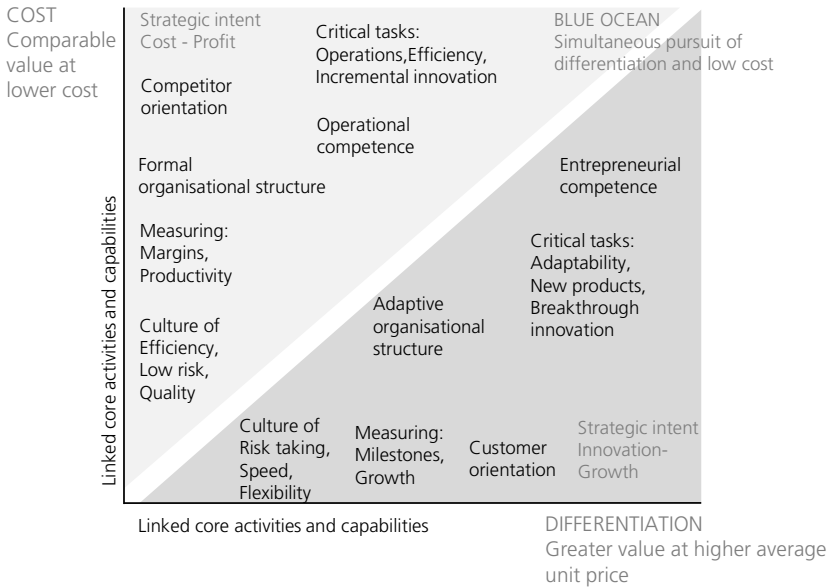 COST
Comparable
value at
lower cost
Strategic intent
Cost - Profit
Critical tasks:
Operations,Efficiency,
Incremental innovation
BLUE OCEAN
Simultaneous pursuit of
differentiation and low cost
Competitor
orientation
Operational
competence
Formal
organisational structure
Entrepreneurial
competence
Measuring:
Margins,
Productivity
Critical tasks:
Adaptability,
New products,
Breakthrough
innovation
Adaptive
organisational
structure
Culture of
Efficiency,
Low risk,
Quality
Culture of
Risk taking,
Speed,
Flexibility
Measuring:
Milestones,
Growth
Customer
orientation
Strategic intent
Innovation-
Growth
Linked core activities and capabilities
Linked core activities and capabilities
DIFFERENTIATION
Greater value at higher average
unit price